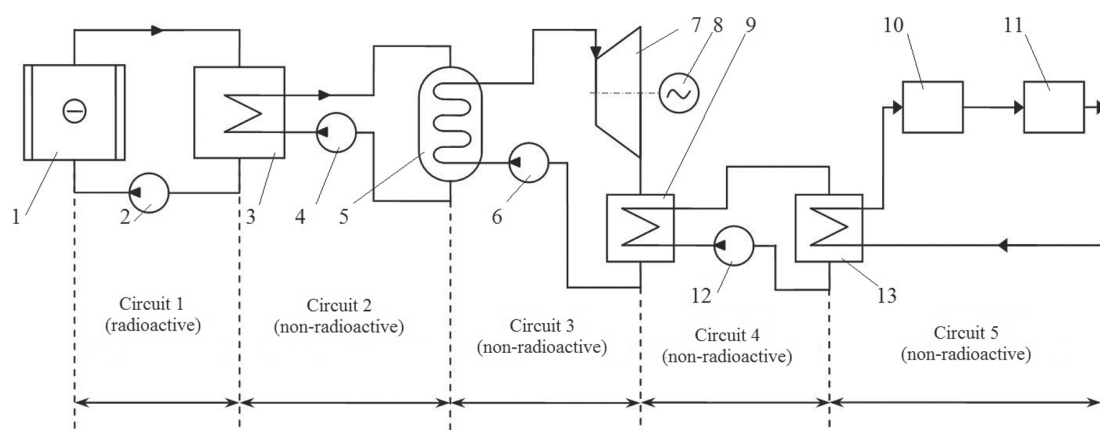 7 8 9
10 11
1 2 3 4 5 6
12 13
Circuit 1
(radioactive)
Circuit 2
(non-radioactive)
Circuit 3
(non-radioactive)
Circuit 4
(non-radioactive)
Circuit 5
(non-radioactive)